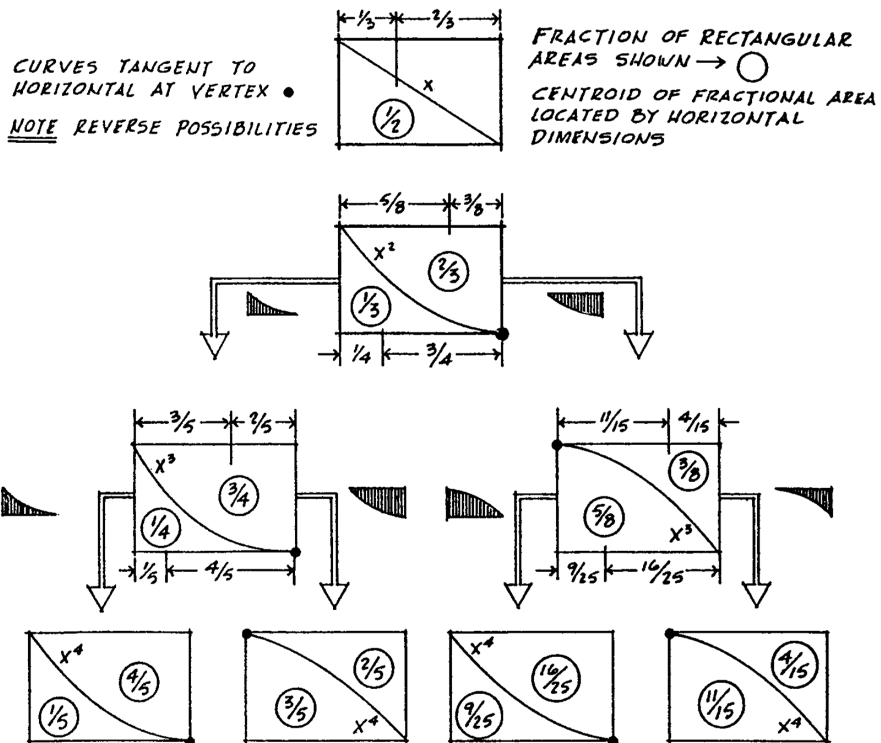 1/3 2/3
CURVES TANGENT TO
HORIZONTAL AT VERTEX
NOTE REVERSE POSSIBILITIES
x
1/2
FRACTION OF RECTANGULAR
AREAS SHOWN →
CENTROID OF FRACTIONAL AREA
LOCATED BY HORIZONTAL
DIMENSIONS
5/8 3/8
x²
2/3
1/3
1/4 3/4
3/5 2/5
x³
3/4
1/4
1/5 4/5
11/15 4/15
3/8
5/8
x³
9/25 16/25
x⁴
4/5
1/5
2/5
3/5
x⁴
x⁴
16/25
9/25
4/15
11/15
x⁴